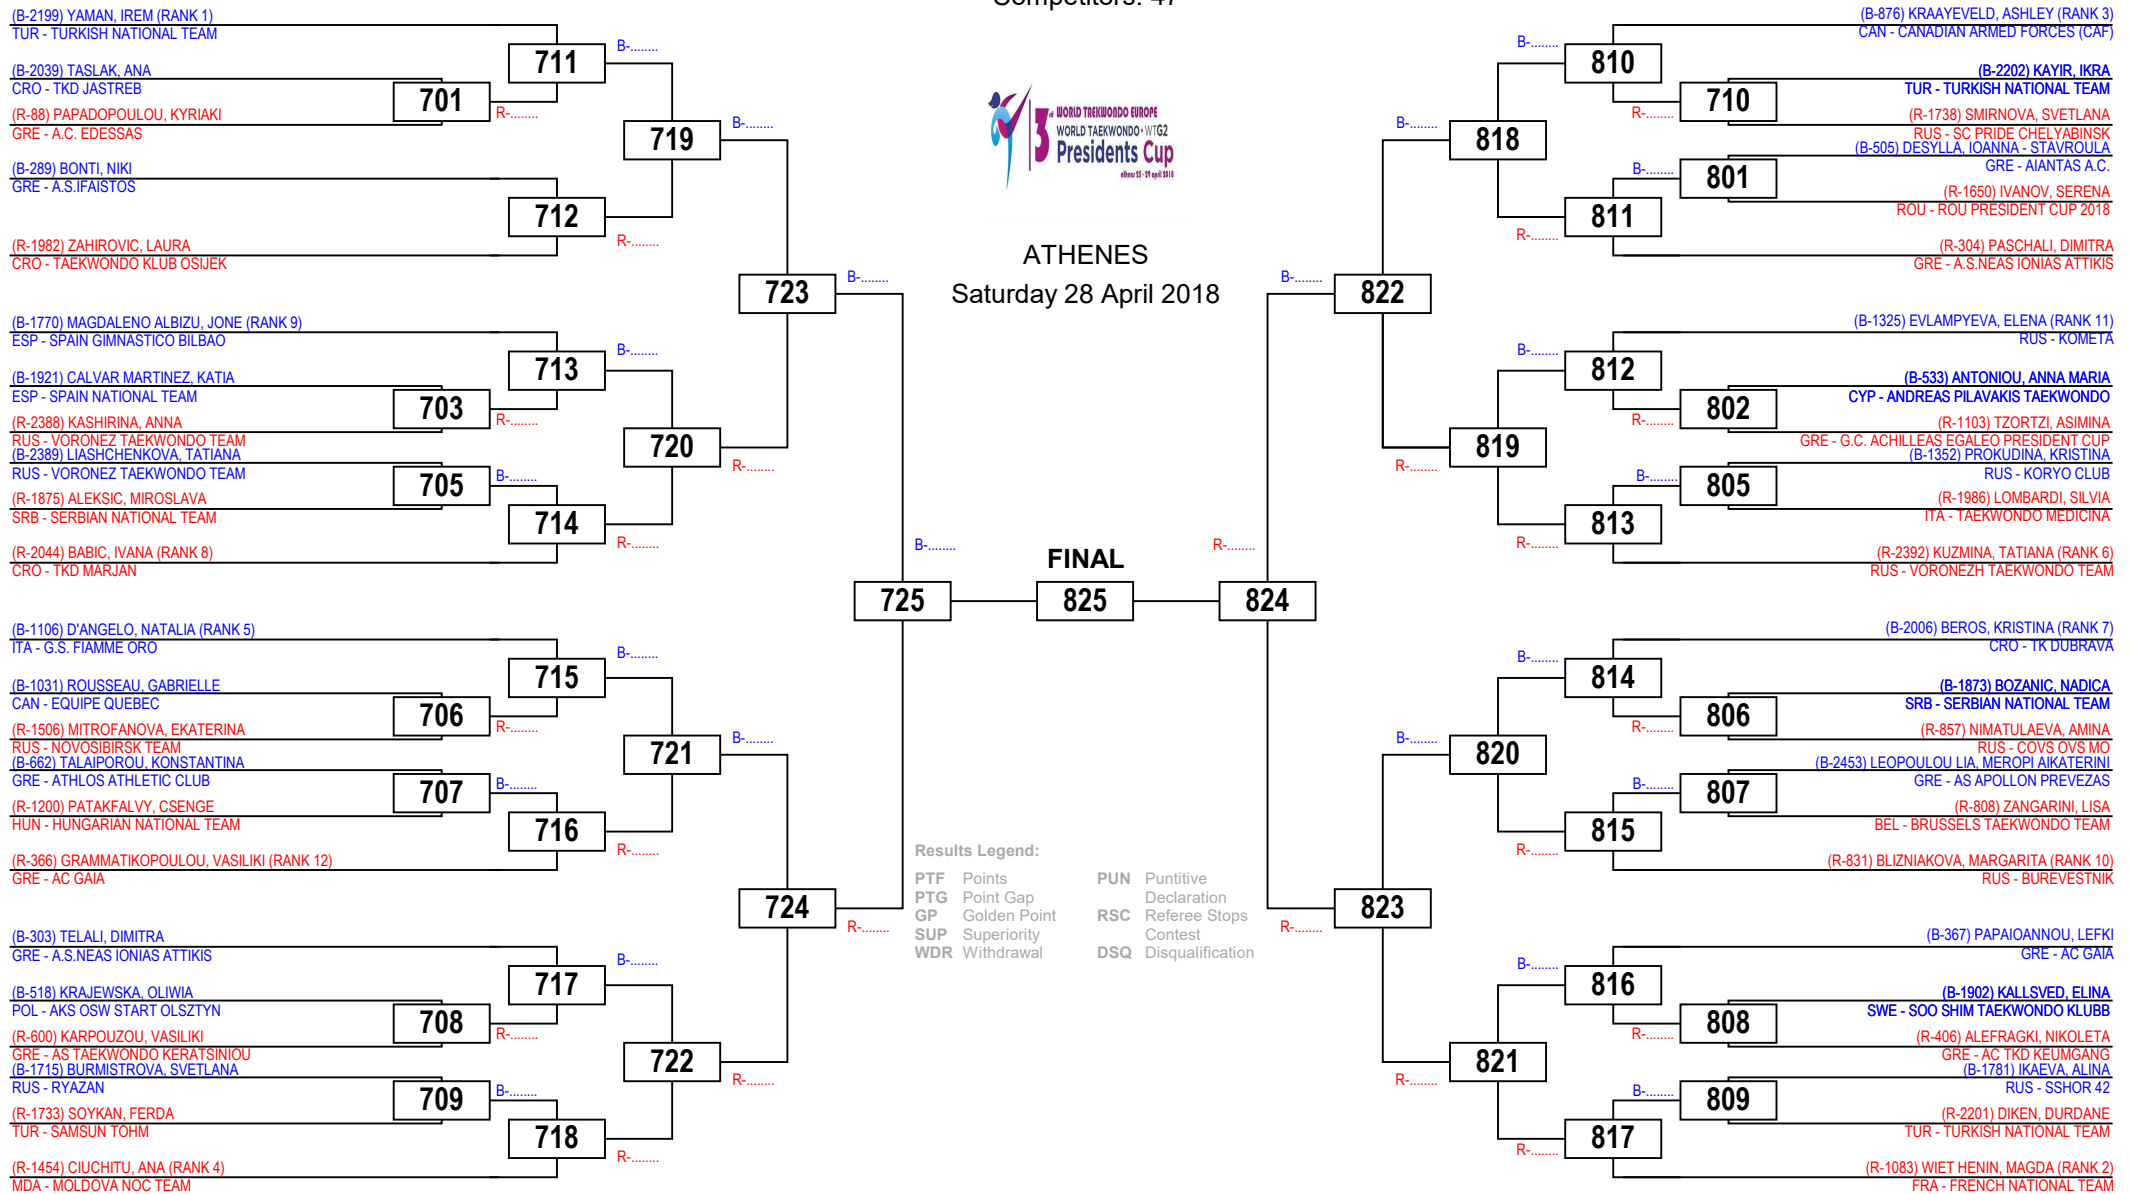 Competitors: 47
(B-2199) YAMAN, IREM (RANK 1)
TUR - TURKISH NATIONAL TEAM
(B-2039) TASLAK, ANA
CRO - TKD JASTREB
(R-88) PAPADOPOULOU, KYRIAKI
GRE - A.C. EDESSAS
(B-289) BONTI, NIKI
GRE - A.S.IFAISTOS
(R-1982) ZAHIROVIC, LAURA
CRO - TAEKWONDO KLUB OSIJEK
(B-1770) MAGDALENO ALBIZU, JONE (RANK 9)
ESP - SPAIN GIMNASTICO BILBAO
(B-1921) CALVAR MARTINEZ, KATIA
ESP - SPAIN NATIONAL TEAM
(R-2388) KASHIRINA, ANNA
RUS - VORONEZ TAEKWONDO TEAM
(B-2389) LIASHCHENKOVA, TATIANA
RUS - VORONEZ TAEKWONDO TEAM
(R-1875) ALEKSIC, MIROSLAVA
SRB - SERBIAN NATIONAL TEAM
(R-2044) BABIC, IVANA (RANK 8)
CRO - TKD MARJAN
(B-1106) D'ANGELO, NATALIA (RANK 5)
ITA - G.S. FIAMME ORO
(B-1031) ROUSSEAU, GABRIELLE
CAN - EQUIPE QUEBEC
(R-1506) MITROFANOVA, EKATERINA
RUS - NOVOSIBIRSK TEAM
(B-662) TALAIPOROU, KONSTANTINA
GRE - ATHLOS ATHLETIC CLUB
(R-1200) PATAKFALVY, CSENGE
HUN - HUNGARIAN NATIONAL TEAM
(R-366) GRAMMATIKOPOULOU, VASILIKI (RANK 12)
GRE - AC GAIA
(B-303) TELALI, DIMITRA
GRE - A.S.NEAS IONIAS ATTIKIS
(B-518) KRAJEWSKA, OLIWIA
POL - AKS OSW START OLSZTYN
(R-600) KARPOUZOU, VASILIKI
GRE - AS TAEKWONDO KERATSINIOU
(B-1715) BURMISTROVA, SVETLANA
RUS - RYAZAN
(R-1733) SOYKAN, FERDA
TUR - SAMSUN TOHM
(R-1454) CIUCHITU, ANA (RANK 4)
MDA - MOLDOVA NOC TEAM
701
R-........
703
R-........
705
B-........
706
R-........
707
B-........
708
R-........
709
B-........
711
B-........
712
R-........
713
B-........
714
R-........
715
B-........
716
R-........
717
B-........
718
R-........
719
B-........
720
R-........
721
B-........
722
R-........
723
B-........
724
R-........
725
B-........
3rd WORLD TAEKWONDO EUROPE
WORLD TAEKWONDO · WTG2
Presidents Cup
athens 25 - 29 april 2018
ATHENES
Saturday 28 April 2018
FINAL
825
Results Legend:
PTF Points
PTG Point Gap
GP Golden Point
SUP Superiority
WDR Withdrawal
PUN Puntitive
Declaration
RSC Referee Stops
Contest
DSQ Disqualification
R-........
824
B-........
822
R-........
823
B-........
818
R-........
819
B-........
820
R-........
821
B-........
810
R-........
811
B-........
812
R-........
813
B-........
814
R-........
815
B-........
816
R-........
817
R-........
710
B-........
801
R-........
802
B-........
805
R-........
806
B-........
807
R-........
808
B-........
809
(B-876) KRAAYEVELD, ASHLEY (RANK 3)
CAN - CANADIAN ARMED FORCES (CAF)
(B-2202) KAYIR, IKRA
TUR - TURKISH NATIONAL TEAM
(R-1738) SMIRNOVA, SVETLANA
RUS - SC PRIDE CHELYABINSK
(B-505) DESYLLA, IOANNA - STAVROULA
GRE - AIANTAS A.C.
(R-1650) IVANOV, SERENA
ROU - ROU PRESIDENT CUP 2018
(R-304) PASCHALI, DIMITRA
GRE - A.S.NEAS IONIAS ATTIKIS
(B-1325) EVLAMPYEVA, ELENA (RANK 11)
RUS - KOMETA
(B-533) ANTONIOU, ANNA MARIA
CYP - ANDREAS PILAVAKIS TAEKWONDO
(R-1103) TZORTZI, ASIMINA
GRE - G.C. ACHILLEAS EGALEO PRESIDENT CUP
(B-1352) PROKUDINA, KRISTINA
RUS - KORYO CLUB
(R-1986) LOMBARDI, SILVIA
ITA - TAEKWONDO MEDICINA
(R-2392) KUZMINA, TATIANA (RANK 6)
RUS - VORONEZH TAEKWONDO TEAM
(B-2006) BEROS, KRISTINA (RANK 7)
CRO - TK DUBRAVA
(B-1873) BOZANIC, NADICA
SRB - SERBIAN NATIONAL TEAM
(R-857) NIMATULAEVA, AMINA
RUS - COVS OVS MO
(B-2453) LEOPOULOU LIA, MEROPI AIKATERINI
GRE - AS APOLLON PREVEZAS
(R-808) ZANGARINI, LISA
BEL - BRUSSELS TAEKWONDO TEAM
(R-831) BLIZNIAKOVA, MARGARITA (RANK 10)
RUS - BUREVESTNIK
(B-367) PAPAIOANNOU, LEFKI
GRE - AC GAIA
(B-1902) KALLSVED, ELINA
SWE - SOO SHIM TAEKWONDO KLUBB
(R-406) ALEFRAGKI, NIKOLETA
GRE - AC TKD KEUMGANG
(B-1781) IKAEVA, ALINA
RUS - SSHOR 42
(R-2201) DIKEN, DURDANE
TUR - TURKISH NATIONAL TEAM
(R-1083) WIET HENIN, MAGDA (RANK 2)
FRA - FRENCH NATIONAL TEAM